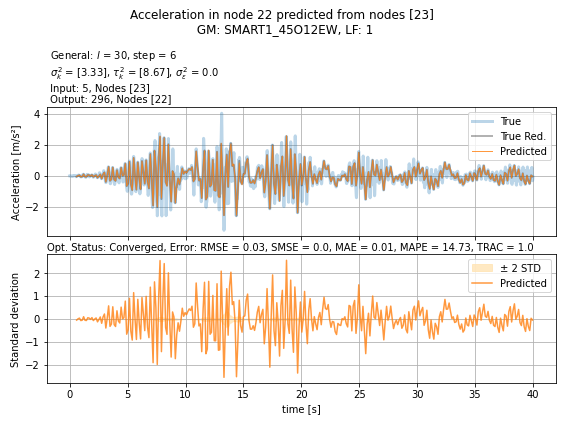 Acceleration in node 22 predicted from nodes [23]
GM: SMART1_45O12EW, LF: 1
General: l = 30, step = 6
σ²ₖ = [3.33], τ²ₖ = [8.67], σ²ε = 0.0
Input: 5, Nodes [23]
Output: 296, Nodes [22]
Acceleration [m/s²]
4
2
0
−2
True
True Red.
Predicted
Opt. Status: Converged, Error: RMSE = 0.03, SMSE = 0.0, MAE = 0.01, MAPE = 14.73, TRAC = 1.0
Standard deviation
2
1
0
−1
−2
± 2 STD
Predicted
0 5 10 15 20 25 30 35 40
time [s]